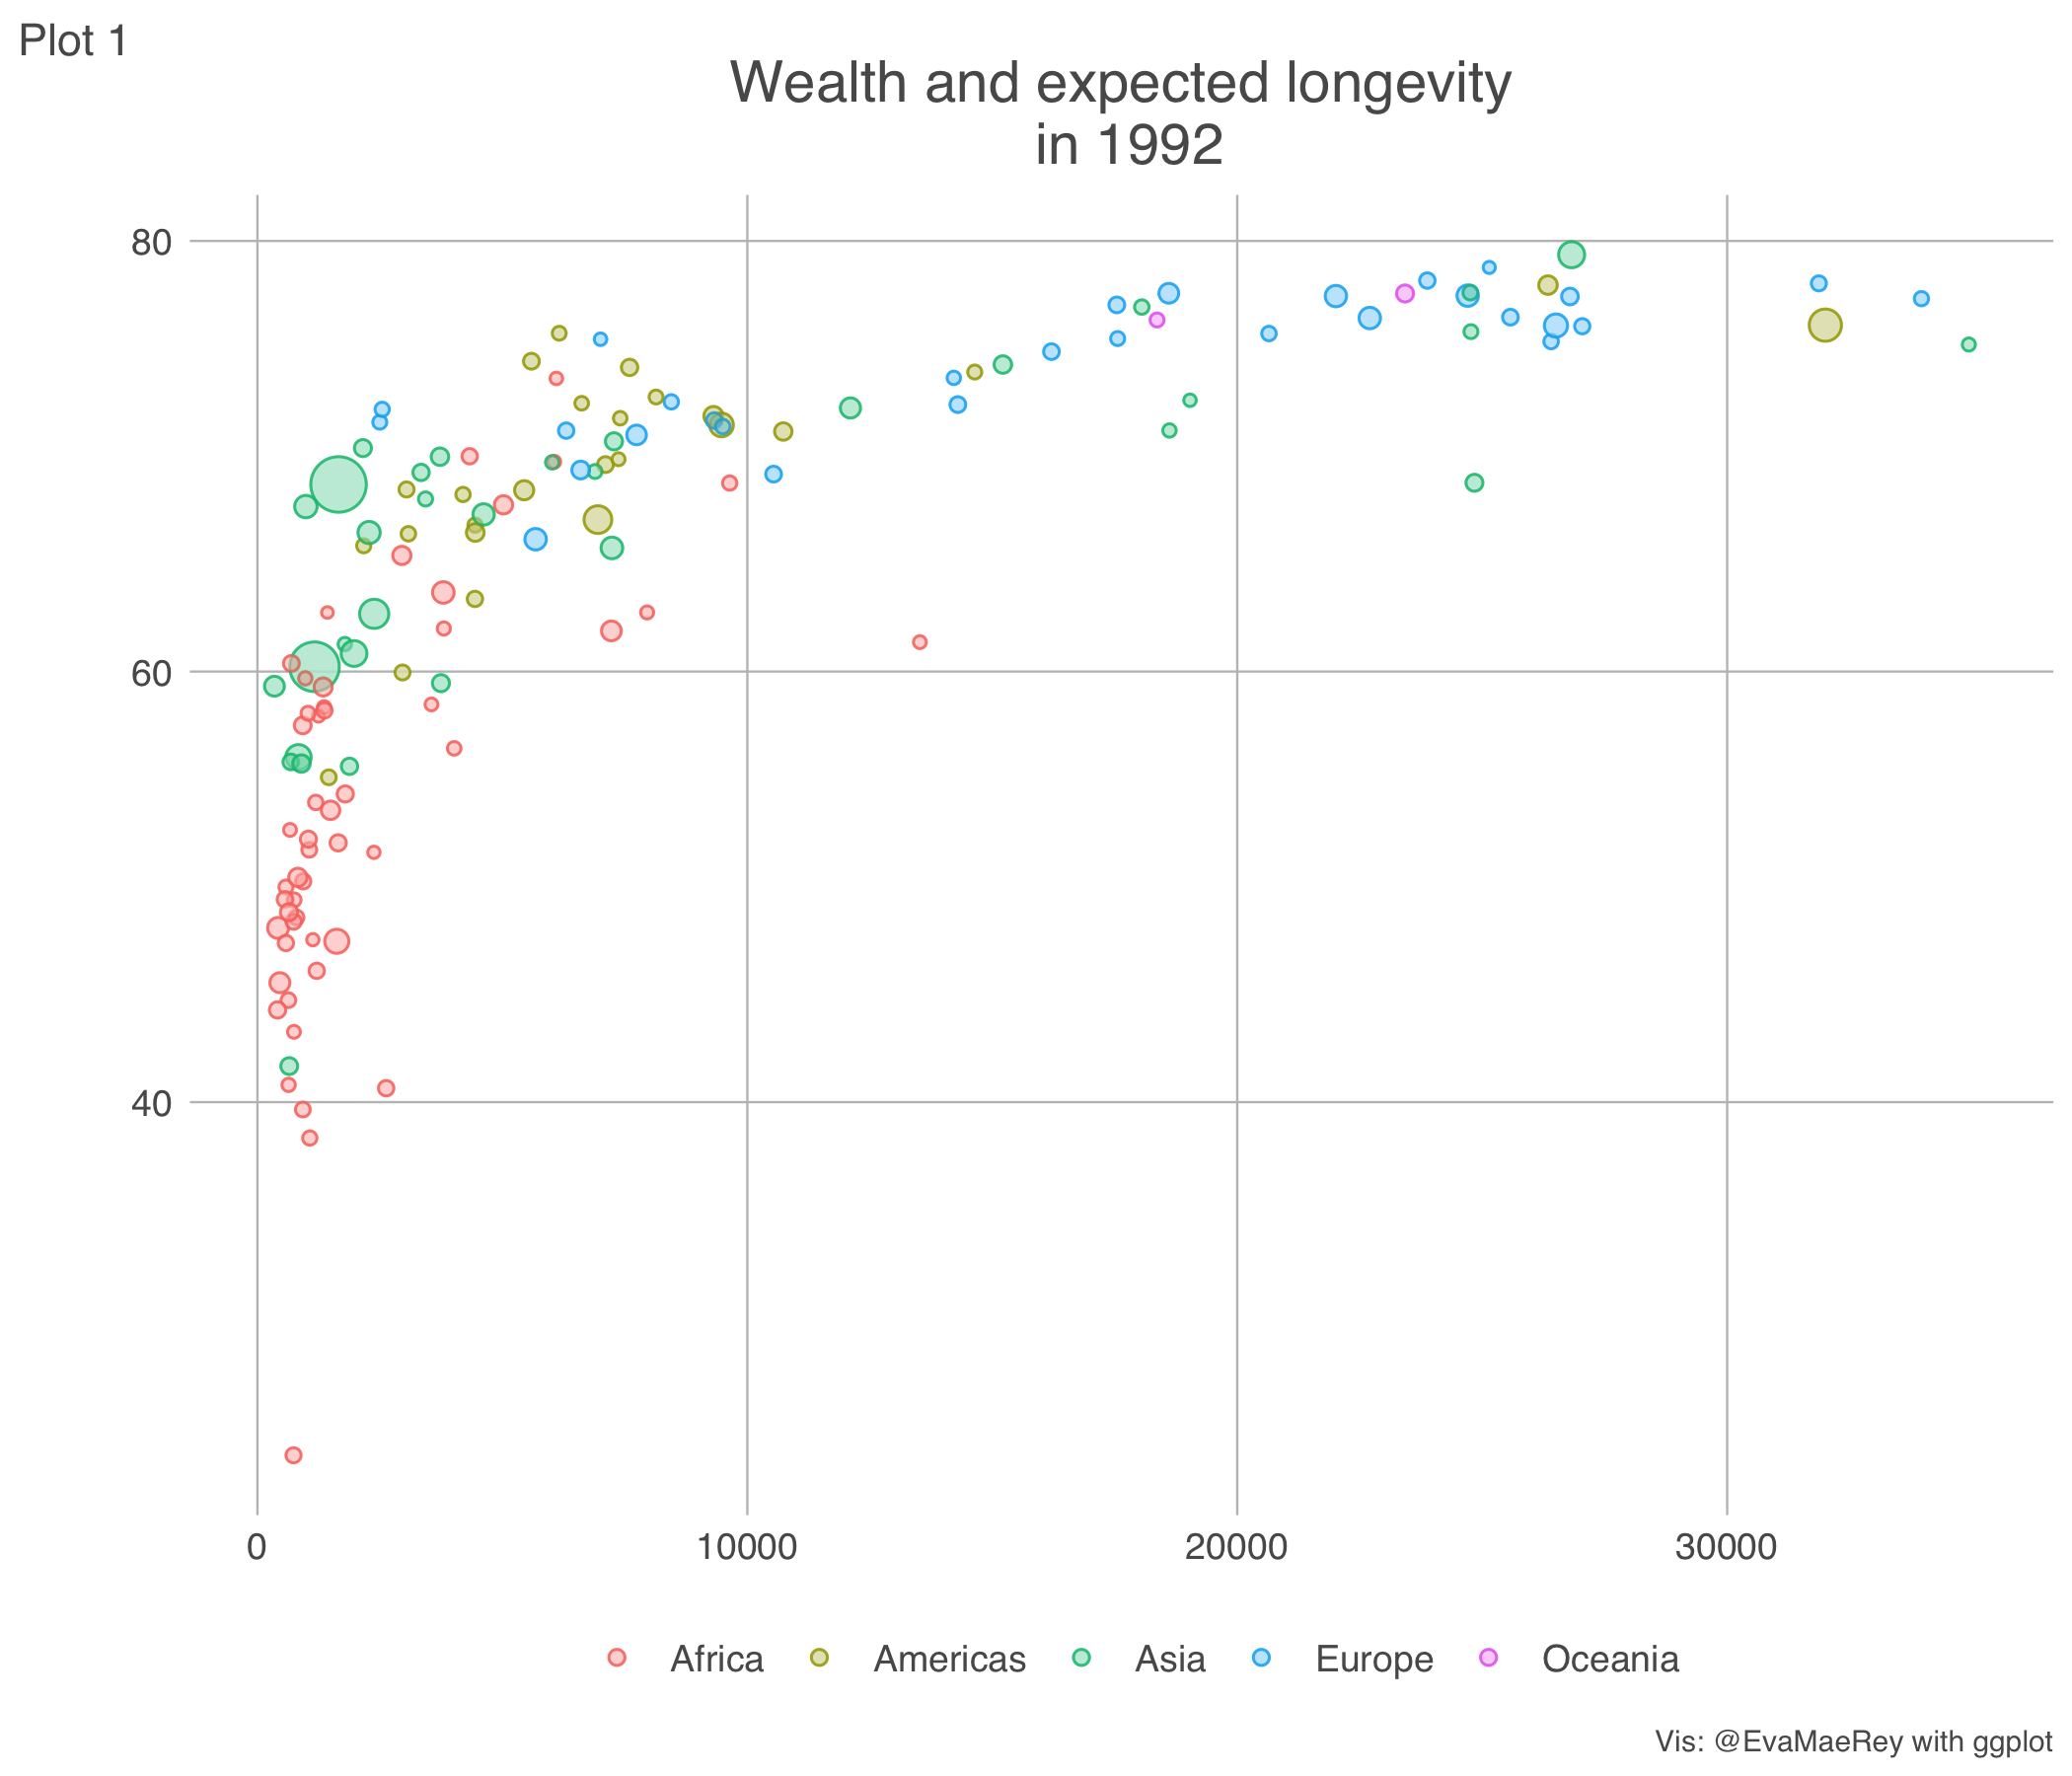 Plot 1
Wealth and expected longevity
in 1992
80
60
40
0 10000 20000 30000
Africa Americas Asia Europe Oceania
Vis: @EvaMaeRey with ggplot